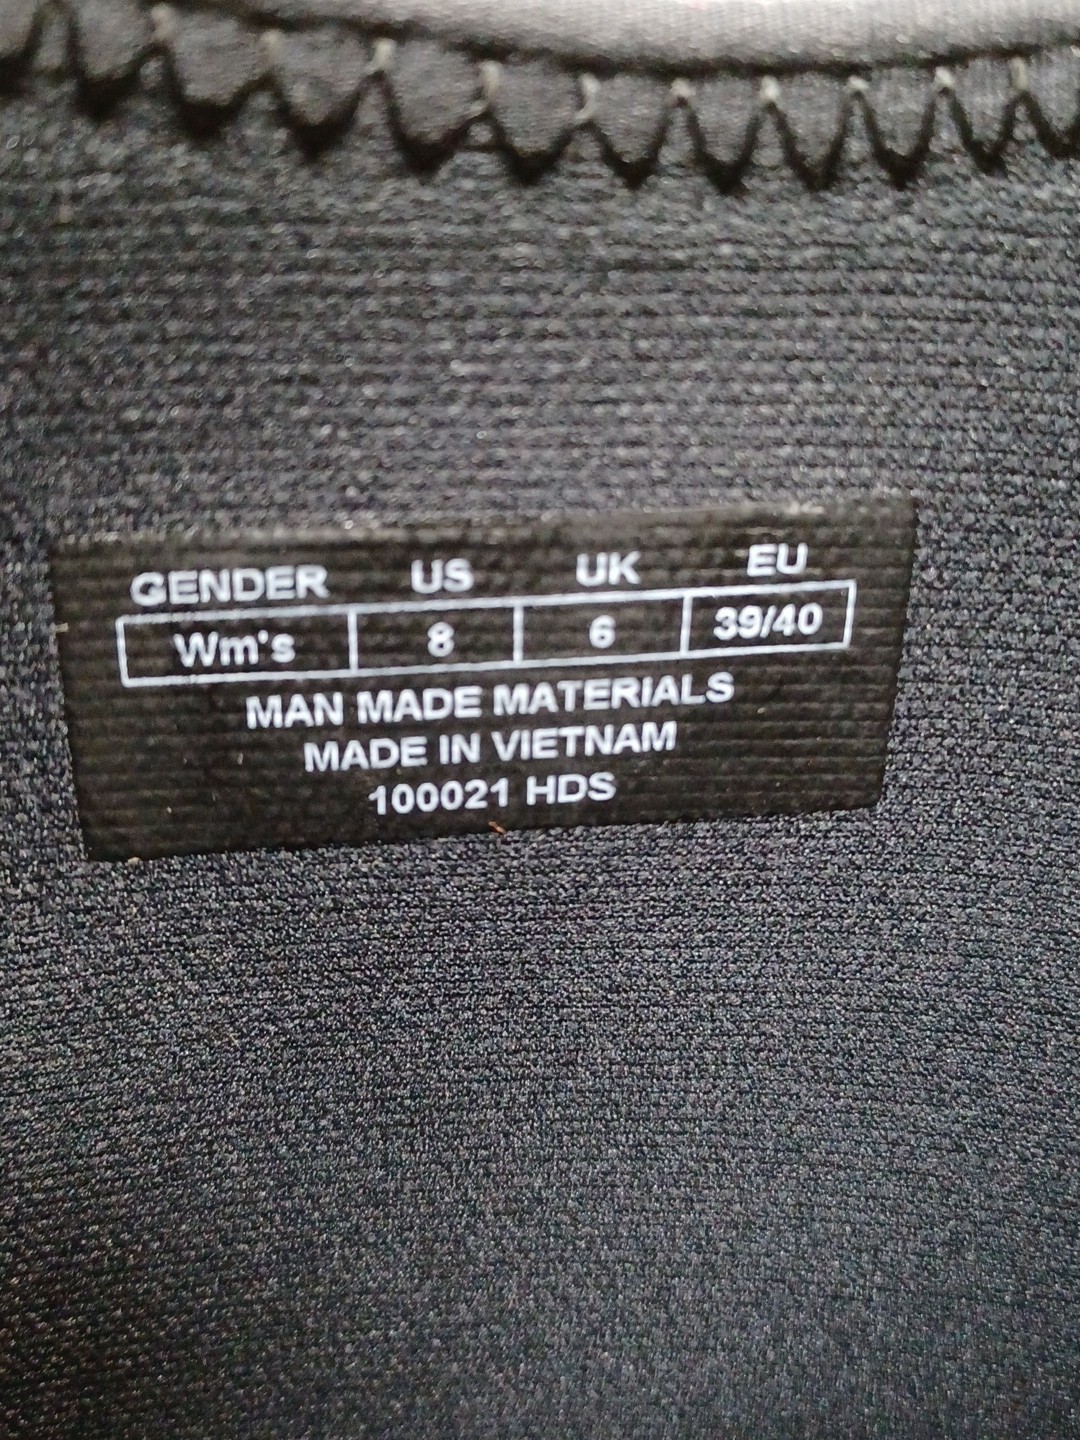 GENDER US UK EU
Wm's 8 6 39/40
MAN MADE MATERIALS
MADE IN VIETNAM
100021 HDS